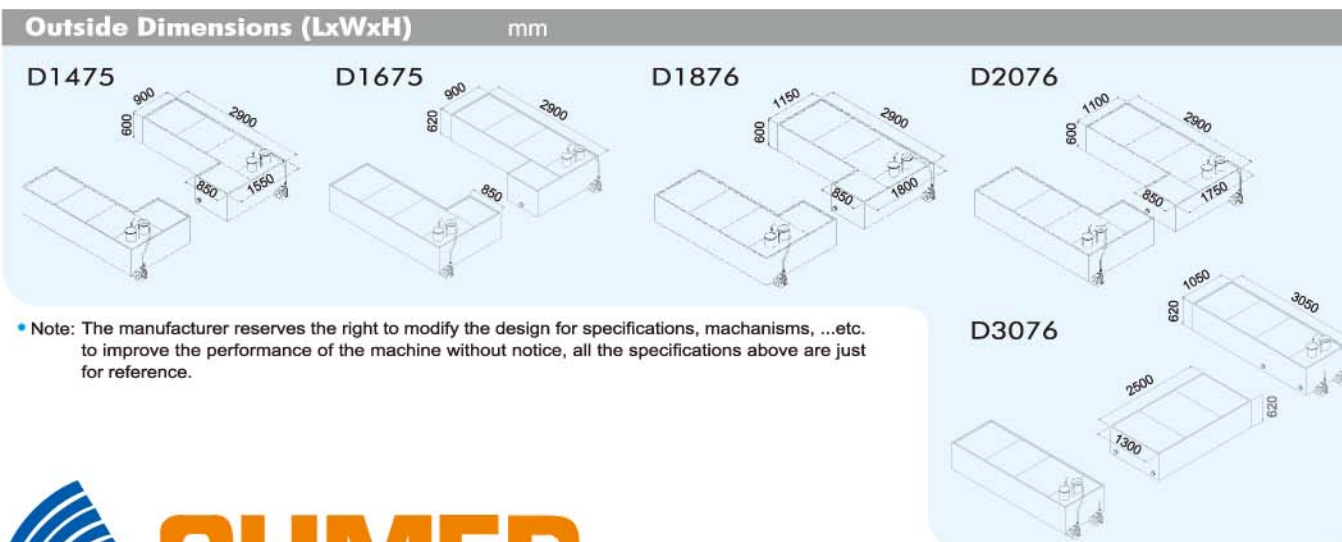 Outside Dimensions (LxWxH) mm
D1475
900
2900
600
850
1550
D1675
900
2900
620
850
D1876
1150
2900
600
850
1800
D2076
1100
2900
600
850
1750
• Note: The manufacturer reserves the right to modify the design for specifications, machanisms, ...etc.
to improve the performance of the machine without notice, all the specifications above are just
for reference.
D3076
1050
3050
620
2500
620
1300